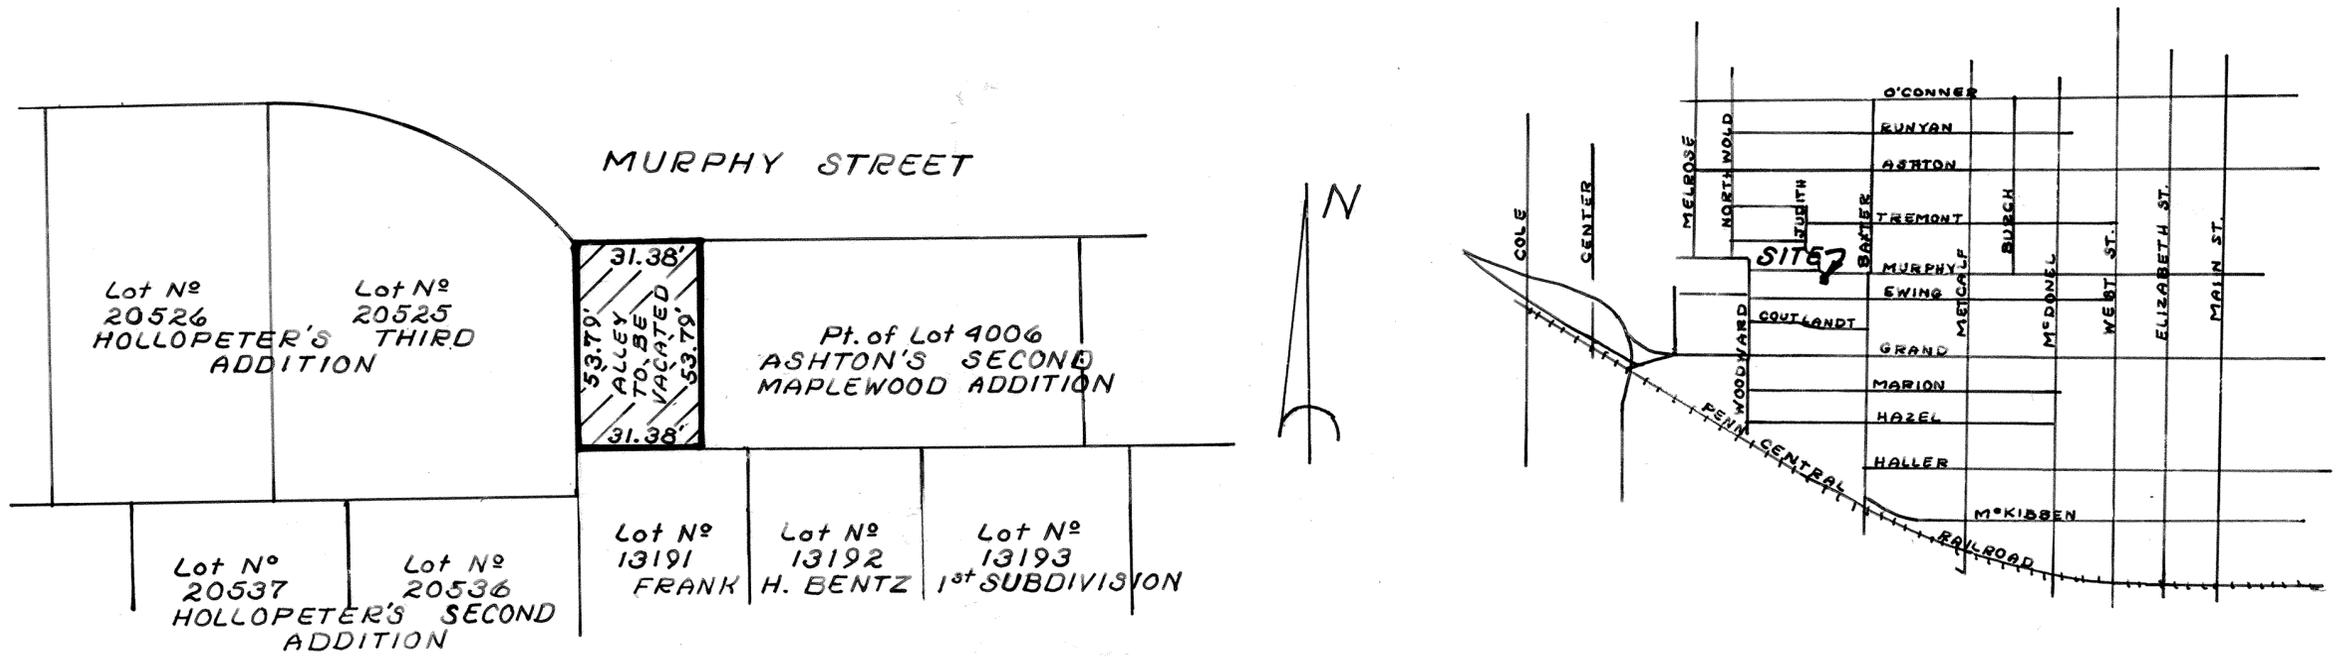 MURPHY STREET
Lot Nº
20526
Lot Nº
20525
HOLLOPETER'S THIRD
ADDITION
31.38'
53.79'
ALLEY
TO BE
VACATED
53.79'
31.38'
Pt. of Lot 4006
ASHTON'S SECOND
MAPLEWOOD ADDITION
Lot Nº
20537
Lot Nº
20536
HOLLOPETER'S SECOND
ADDITION
Lot Nº
13191
Lot Nº
13192
Lot Nº
13193
FRANK H. BENTZ 1st SUBDIVISION
N
O'CONNER
RUNYAN
ASHTON
TREMONT
SITE
MURPHY
EWING
COUTLANDT
GRAND
MARION
HAZEL
HALLER
McKIBBEN
COLE
CENTER
MELROSE
NORTHWOLD
JUDITH
WOODWARD
BAXTER
METCALF
BURCH
McDONEL
WEST ST.
ELIZABETH ST.
MAIN ST.
PENN CENTRAL RAILROAD